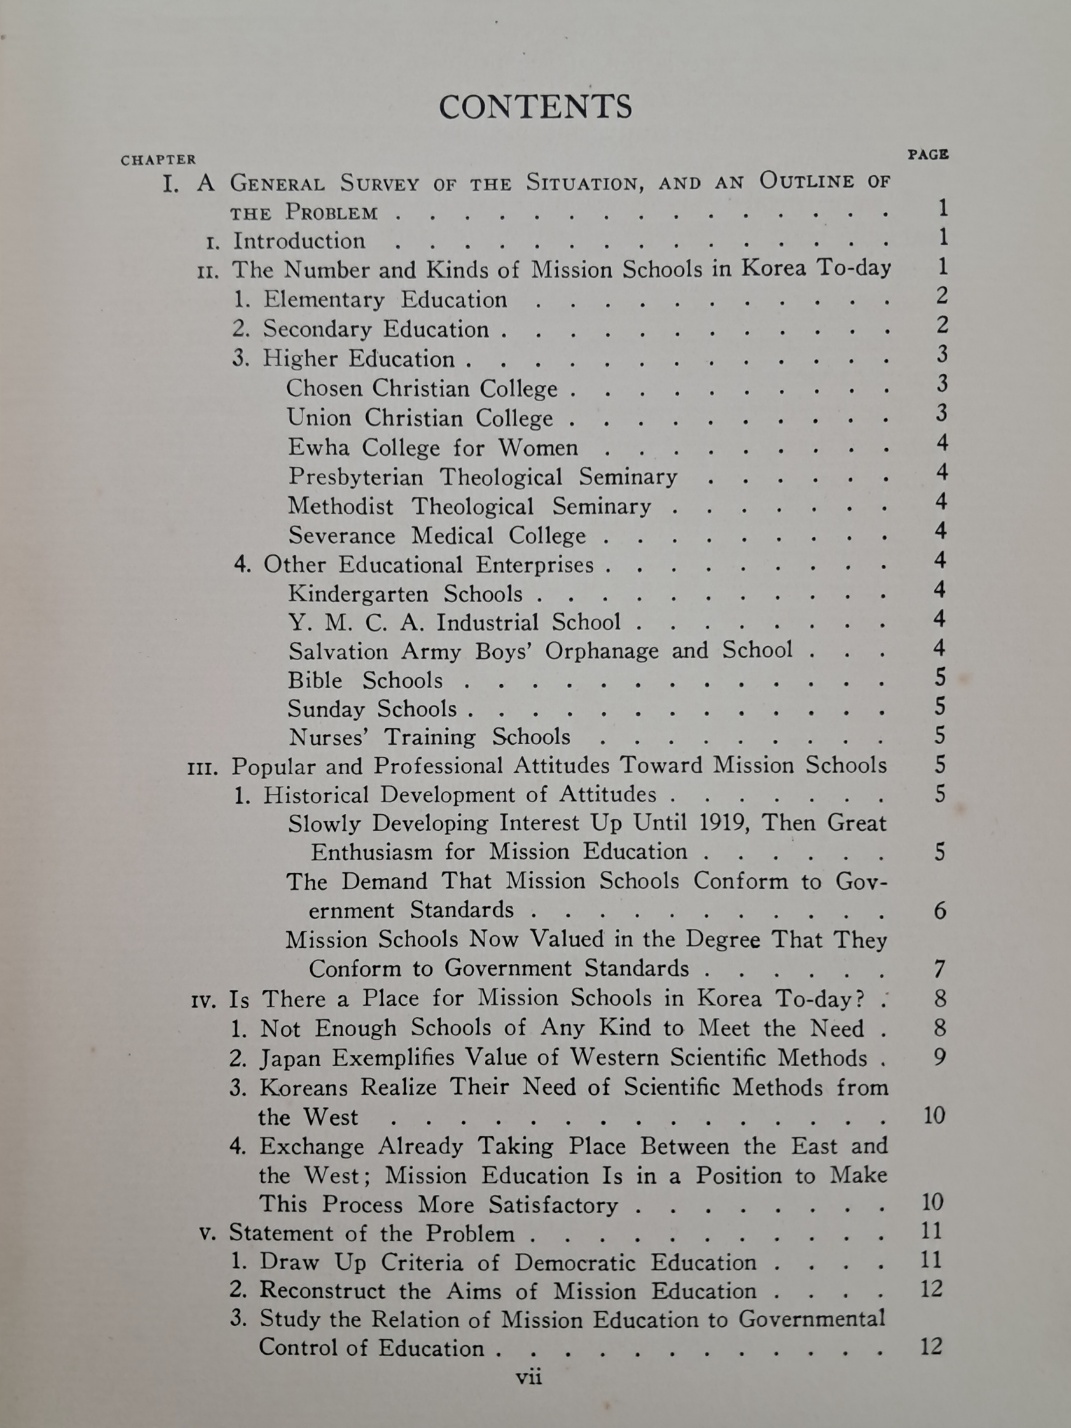 CONTENTS
CHAPTER PAGE
I. A General Survey of the Situation, and an Outline of
the Problem . . . . . . . . . . . . . . . 1
I. Introduction . . . . . . . . . . . . . . . 1
II. The Number and Kinds of Mission Schools in Korea To-day 1
1. Elementary Education . . . . . . . . . . . 2
2. Secondary Education . . . . . . . . . . . . 2
3. Higher Education . . . . . . . . . . . . . 3
Chosen Christian College . . . . . . . . . . 3
Union Christian College . . . . . . . . . . 3
Ewha College for Women . . . . . . . . . 4
Presbyterian Theological Seminary . . . . . . 4
Methodist Theological Seminary . . . . . . . 4
Severance Medical College . . . . . . . . . 4
4. Other Educational Enterprises . . . . . . . . . 4
Kindergarten Schools . . . . . . . . . . . 4
Y. M. C. A. Industrial School . . . . . . . . 4
Salvation Army Boys' Orphanage and School . . . 4
Bible Schools . . . . . . . . . . . . . 5
Sunday Schools . . . . . . . . . . . . . 5
Nurses' Training Schools . . . . . . . . . 5
III. Popular and Professional Attitudes Toward Mission Schools 5
1. Historical Development of Attitudes . . . . . . . 5
Slowly Developing Interest Up Until 1919, Then Great
Enthusiasm for Mission Education . . . . . . 5
The Demand That Mission Schools Conform to Gov-
ernment Standards . . . . . . . . . . . 6
Mission Schools Now Valued in the Degree That They
Conform to Government Standards . . . . . . 7
IV. Is There a Place for Mission Schools in Korea To-day? . 8
1. Not Enough Schools of Any Kind to Meet the Need . 8
2. Japan Exemplifies Value of Western Scientific Methods . 9
3. Koreans Realize Their Need of Scientific Methods from
the West . . . . . . . . . . . . . . . 10
4. Exchange Already Taking Place Between the East and
the West; Mission Education Is in a Position to Make
This Process More Satisfactory . . . . . . . . 10
V. Statement of the Problem . . . . . . . . . . . 11
1. Draw Up Criteria of Democratic Education . . . . 11
2. Reconstruct the Aims of Mission Education . . . . 12
3. Study the Relation of Mission Education to Governmental
Control of Education . . . . . . . . . . . . 12
vii